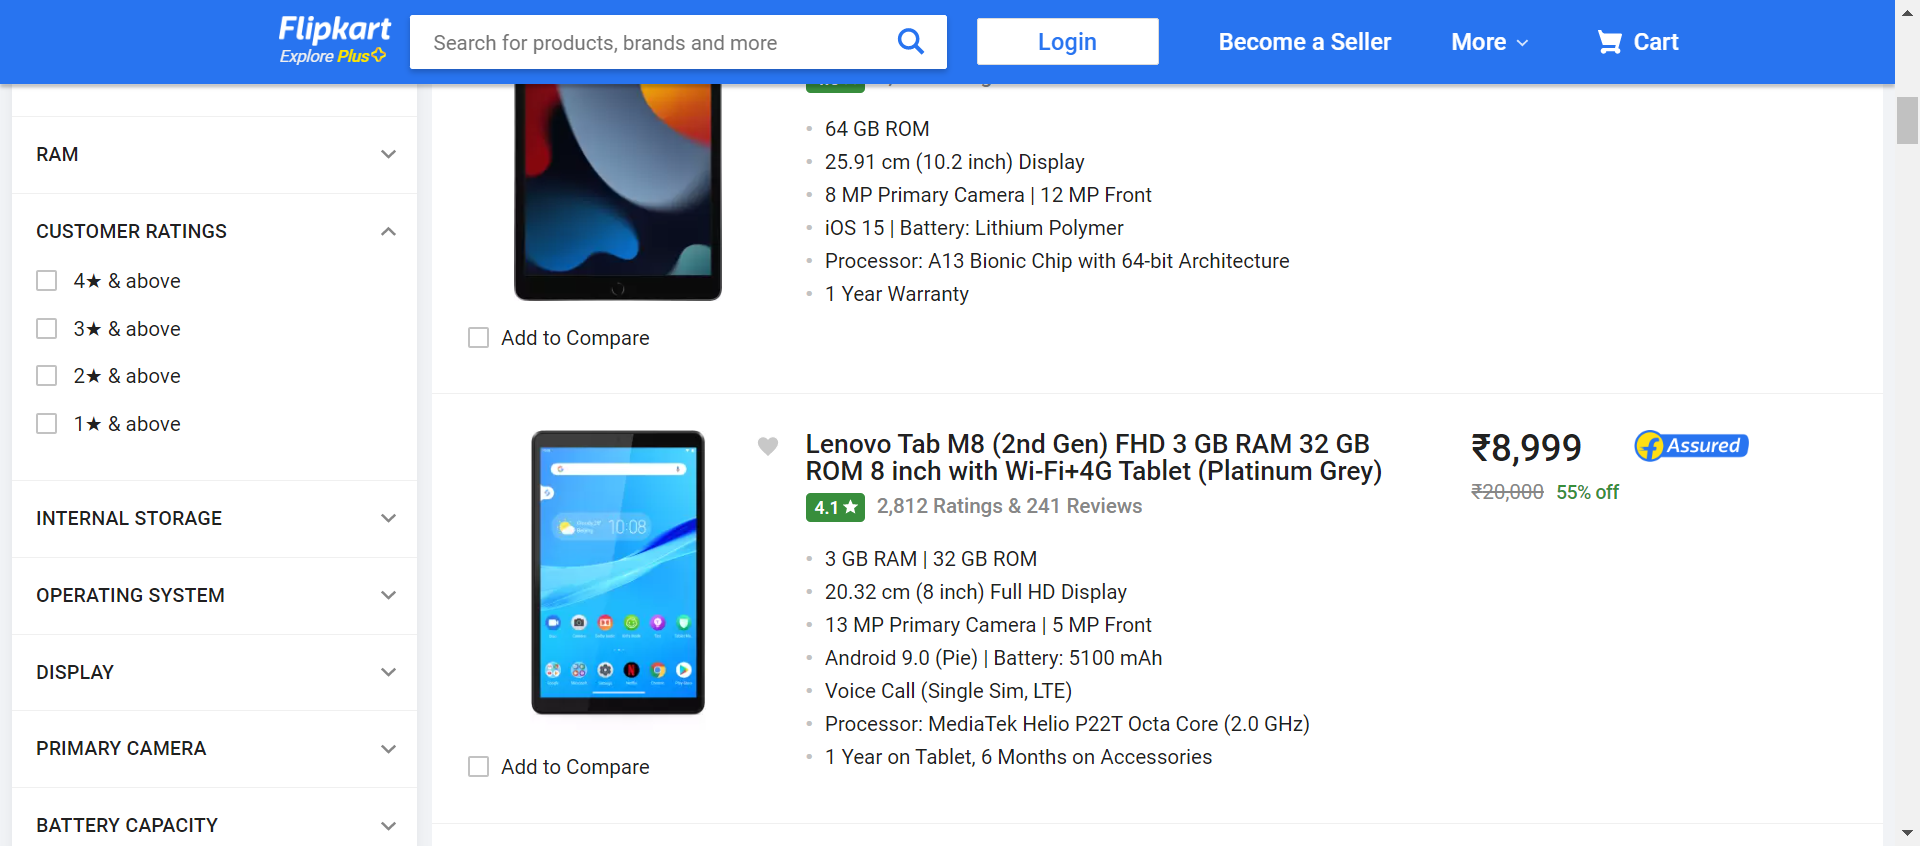 Flipkart
Explore Plus
Search for products, brands and more
Login
Become a Seller
More
Cart
RAM
CUSTOMER RATINGS
4★ & above
3★ & above
2★ & above
1★ & above
INTERNAL STORAGE
OPERATING SYSTEM
DISPLAY
PRIMARY CAMERA
BATTERY CAPACITY
64 GB ROM
25.91 cm (10.2 inch) Display
8 MP Primary Camera | 12 MP Front
iOS 15 | Battery: Lithium Polymer
Processor: A13 Bionic Chip with 64-bit Architecture
1 Year Warranty
Add to Compare
10:08
Lenovo Tab M8 (2nd Gen) FHD 3 GB RAM 32 GB
ROM 8 inch with Wi-Fi+4G Tablet (Platinum Grey)
4.1★ 2,812 Ratings & 241 Reviews
3 GB RAM | 32 GB ROM
20.32 cm (8 inch) Full HD Display
13 MP Primary Camera | 5 MP Front
Android 9.0 (Pie) | Battery: 5100 mAh
Voice Call (Single Sim, LTE)
Processor: MediaTek Helio P22T Octa Core (2.0 GHz)
1 Year on Tablet, 6 Months on Accessories
Add to Compare
₹8,999
Assured
₹20,000 55% off